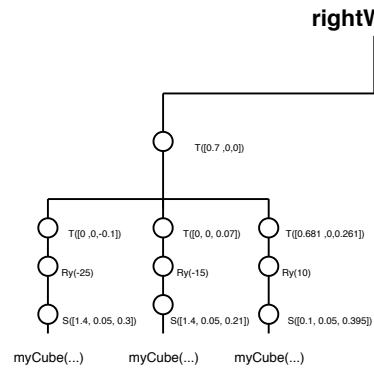 rightW
T([0.7 ,0,0])
T([0 ,0,-0.1]) T([0, 0, 0.07]) T([0.681 ,0,0.261])
Ry(-25) Ry(-15) Ry(10)
S([1.4, 0.05, 0.3]) S([1.4, 0.05, 0.21]) S([0.1, 0.05, 0.395])
myCube(...) myCube(...) myCube(...)